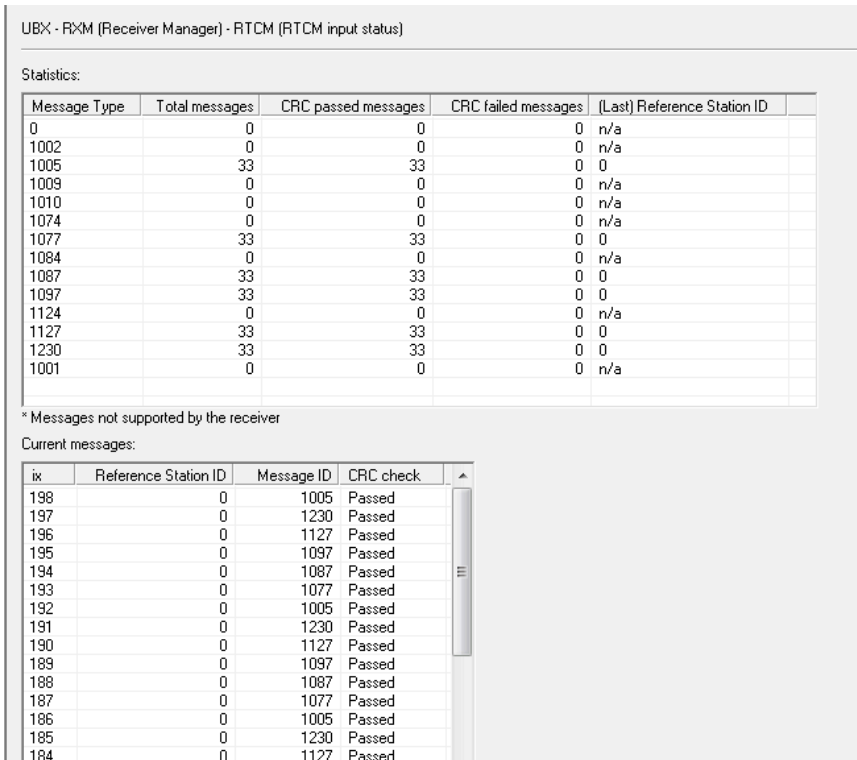 UBX - RXM (Receiver Manager) - RTCM (RTCM input status)
Statistics:
Message Type Total messages CRC passed messages CRC failed messages (Last) Reference Station ID
0 0 0 0 n/a
1002 0 0 0 n/a
1005 33 33 0 0
1009 0 0 0 n/a
1010 0 0 0 n/a
1074 0 0 0 n/a
1077 33 33 0 0
1084 0 0 0 n/a
1087 33 33 0 0
1097 33 33 0 0
1124 0 0 0 n/a
1127 33 33 0 0
1230 33 33 0 0
1001 0 0 0 n/a
* Messages not supported by the receiver
Current messages:
ix Reference Station ID Message ID CRC check
198 0 1005 Passed
197 0 1230 Passed
196 0 1127 Passed
195 0 1097 Passed
194 0 1087 Passed
193 0 1077 Passed
192 0 1005 Passed
191 0 1230 Passed
190 0 1127 Passed
189 0 1097 Passed
188 0 1087 Passed
187 0 1077 Passed
186 0 1005 Passed
185 0 1230 Passed
184 0 1127 Passed